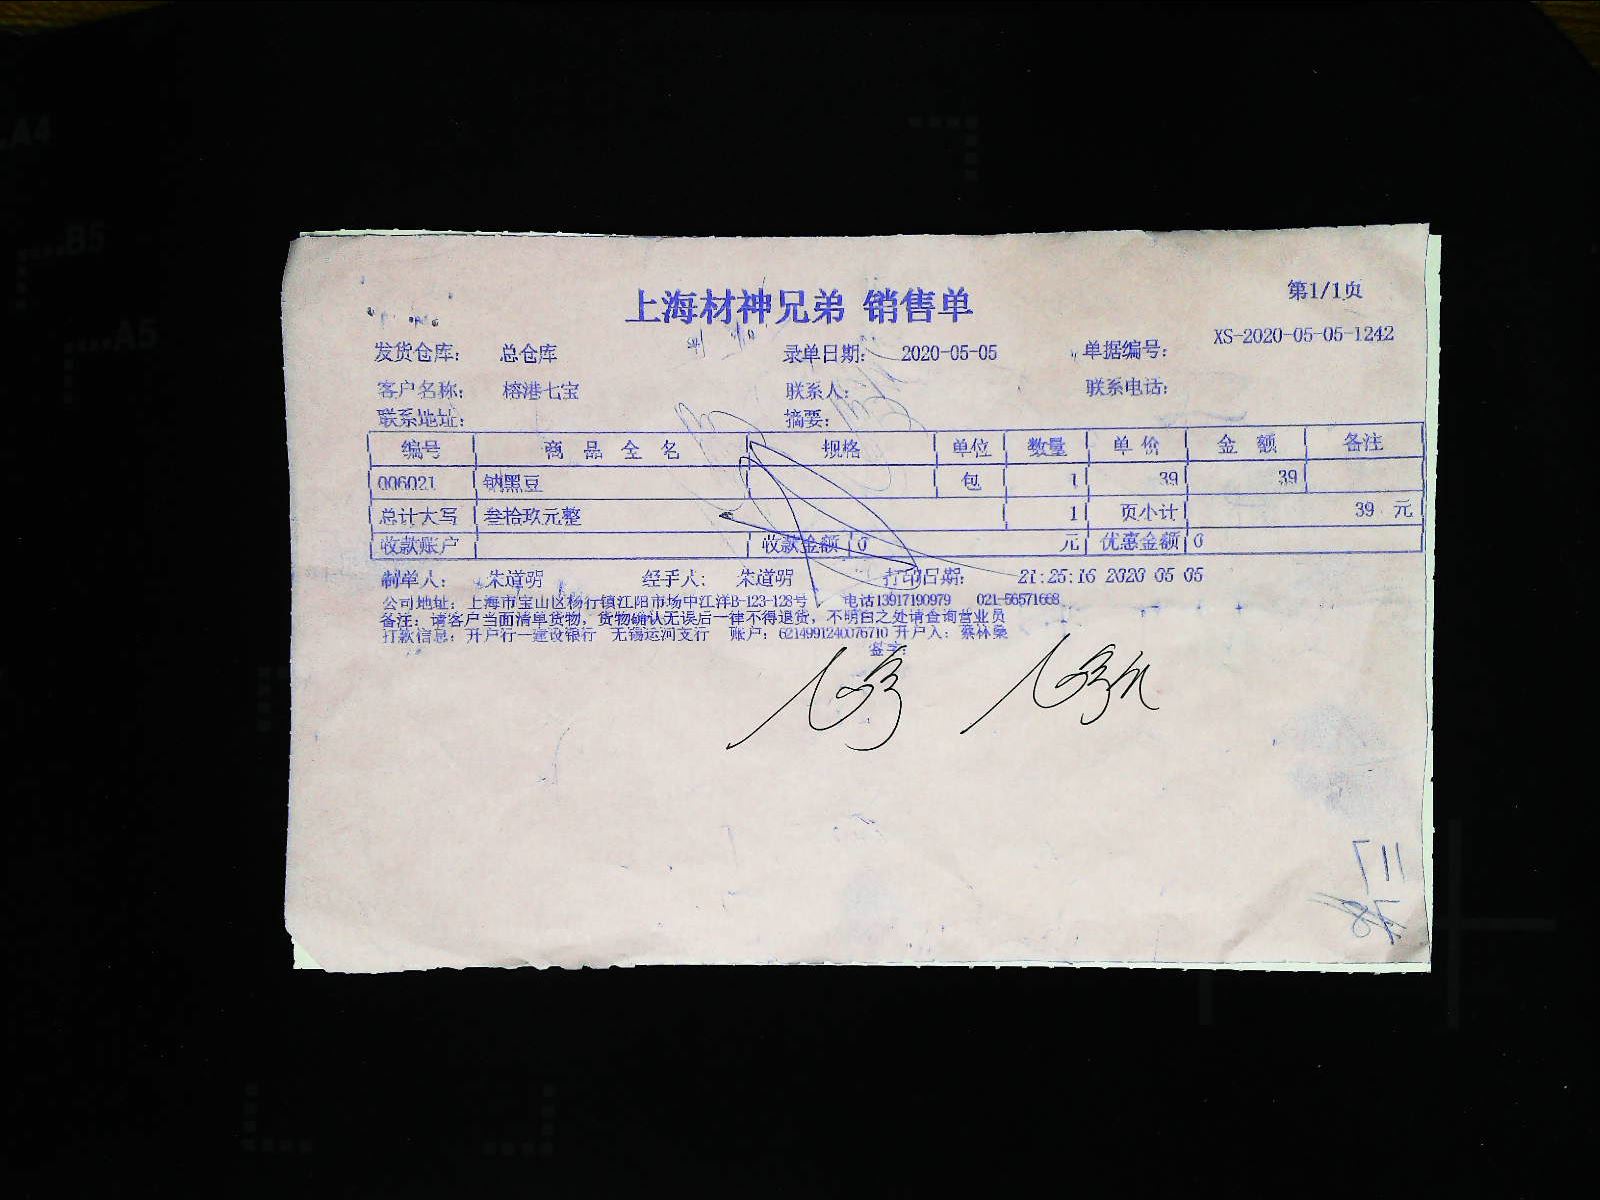 上海材神兄弟 销售单
第1/1页
发货仓库: 总仓库 录单日期: 2020-05-05 单据编号: XS-2020-05-05-1242
客户名称: 榕港七宝 联系人: 联系电话:
联系地址: 摘要:
编号 商品全名 规格 单位 数量 单价 金额 备注
006021 钠黑豆 包 1 39 39
总计大写 叁拾玖元整 1 页小计 39 元
收款账户 收款金额 0 元 优惠金额 0
制单人: 朱道明 经手人: 朱道明 打印日期: 21:25:16 2020 05 05
公司地址: 上海市宝山区杨行镇江阳市场中江洋B-123-128号 电话13917190979 021-56571668
备注: 请客户当面清单货物, 货物确认无误后一律不得退货, 不明白之处请查询营业员
打款信息: 开户行一建设银行 无锡运河支行 账户: 6214991240076710 开户人: 蔡林燊
签字:
117
78
A4
B5
A5